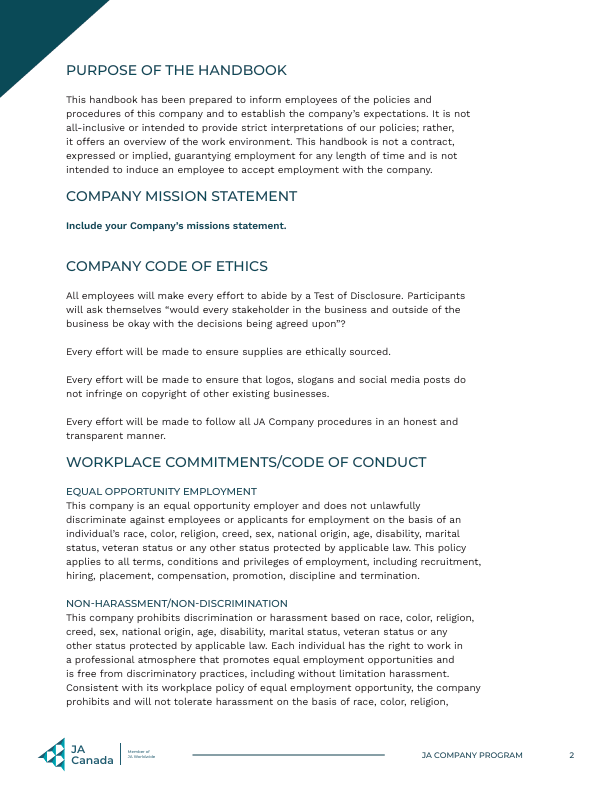 PURPOSE OF THE HANDBOOK
This handbook has been prepared to inform employees of the policies and
procedures of this company and to establish the company’s expectations. It is not
all-inclusive or intended to provide strict interpretations of our policies; rather,
it offers an overview of the work environment. This handbook is not a contract,
expressed or implied, guarantying employment for any length of time and is not
intended to induce an employee to accept employment with the company.
COMPANY MISSION STATEMENT
Include your Company’s missions statement.
COMPANY CODE OF ETHICS
All employees will make every effort to abide by a Test of Disclosure. Participants
will ask themselves “would every stakeholder in the business and outside of the
business be okay with the decisions being agreed upon”?
Every effort will be made to ensure supplies are ethically sourced.
Every effort will be made to ensure that logos, slogans and social media posts do
not infringe on copyright of other existing businesses.
Every effort will be made to follow all JA Company procedures in an honest and
transparent manner.
WORKPLACE COMMITMENTS/CODE OF CONDUCT
EQUAL OPPORTUNITY EMPLOYMENT
This company is an equal opportunity employer and does not unlawfully
discriminate against employees or applicants for employment on the basis of an
individual’s race, color, religion, creed, sex, national origin, age, disability, marital
status, veteran status or any other status protected by applicable law. This policy
applies to all terms, conditions and privileges of employment, including recruitment,
hiring, placement, compensation, promotion, discipline and termination.
NON-HARASSMENT/NON-DISCRIMINATION
This company prohibits discrimination or harassment based on race, color, religion,
creed, sex, national origin, age, disability, marital status, veteran status or any
other status protected by applicable law. Each individual has the right to work in
a professional atmosphere that promotes equal employment opportunities and
is free from discriminatory practices, including without limitation harassment.
Consistent with its workplace policy of equal employment opportunity, the company
prohibits and will not tolerate harassment on the basis of race, color, religion,
JA
Canada
Member of
JA Worldwide
JA COMPANY PROGRAM 2